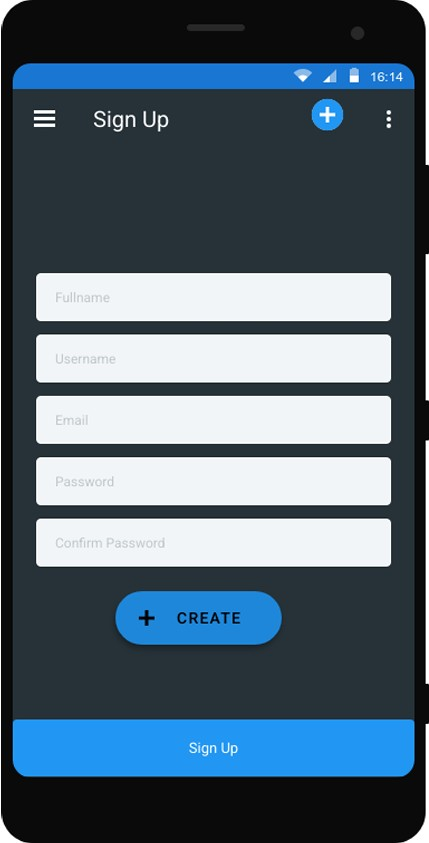 16:14
Sign Up
Fullname
Username
Email
Password
Confirm Password
CREATE
Sign Up